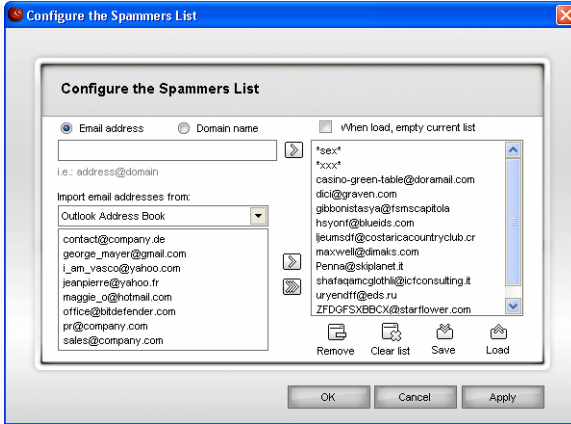 Configure the Spammers List
Configure the Spammers List
Email address
Domain name
When load, empty current list
i.e.: address@domain
Import email addresses from:
Outlook Address Book
contact@company.de
george_mayer@gmail.com
i_am_vasco@yahoo.com
jeanpierre@yahoo.fr
maggie_o@hotmail.com
office@bitdefender.com
pr@company.com
sales@company.com
*sex*
*xxx*
casino-green-table@doramail.com
dici@graven.com
gibbonistasya@fsmscapitola
hsyonf@blueids.com
ljeumsdf@costaricacountryclub.cr
maxwell@dimaks.com
Penna@skiplanet.it
shafaqamcglothli@icfconsulting.it
uryendff@eds.ru
ZFDGFSXBBCX@starflower.com
Remove
Clear list
Save
Load
OK
Cancel
Apply